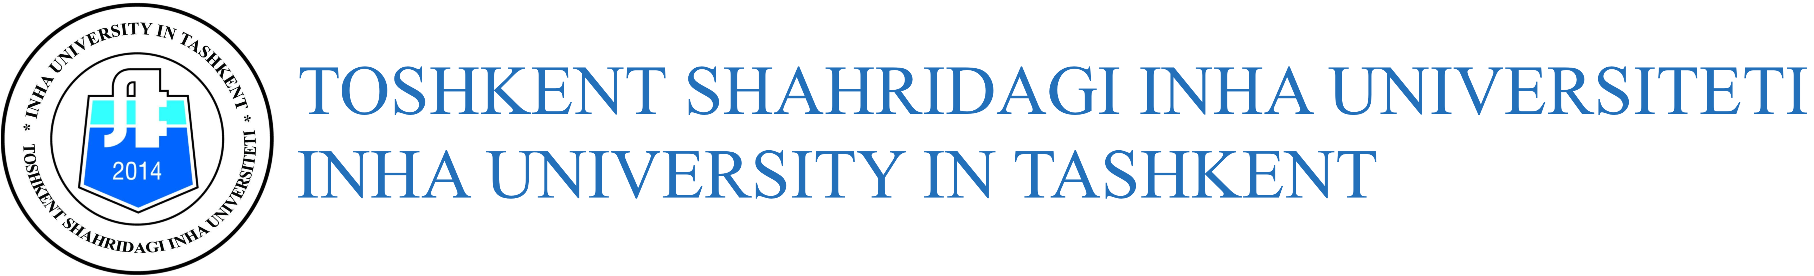 * INHA UNIVERSITY IN TASHKENT *
TOSHKENT SHAHRIDAGI INHA UNIVERSITETI
2014
TOSHKENT SHAHRIDAGI INHA UNIVERSITETI
INHA UNIVERSITY IN TASHKENT